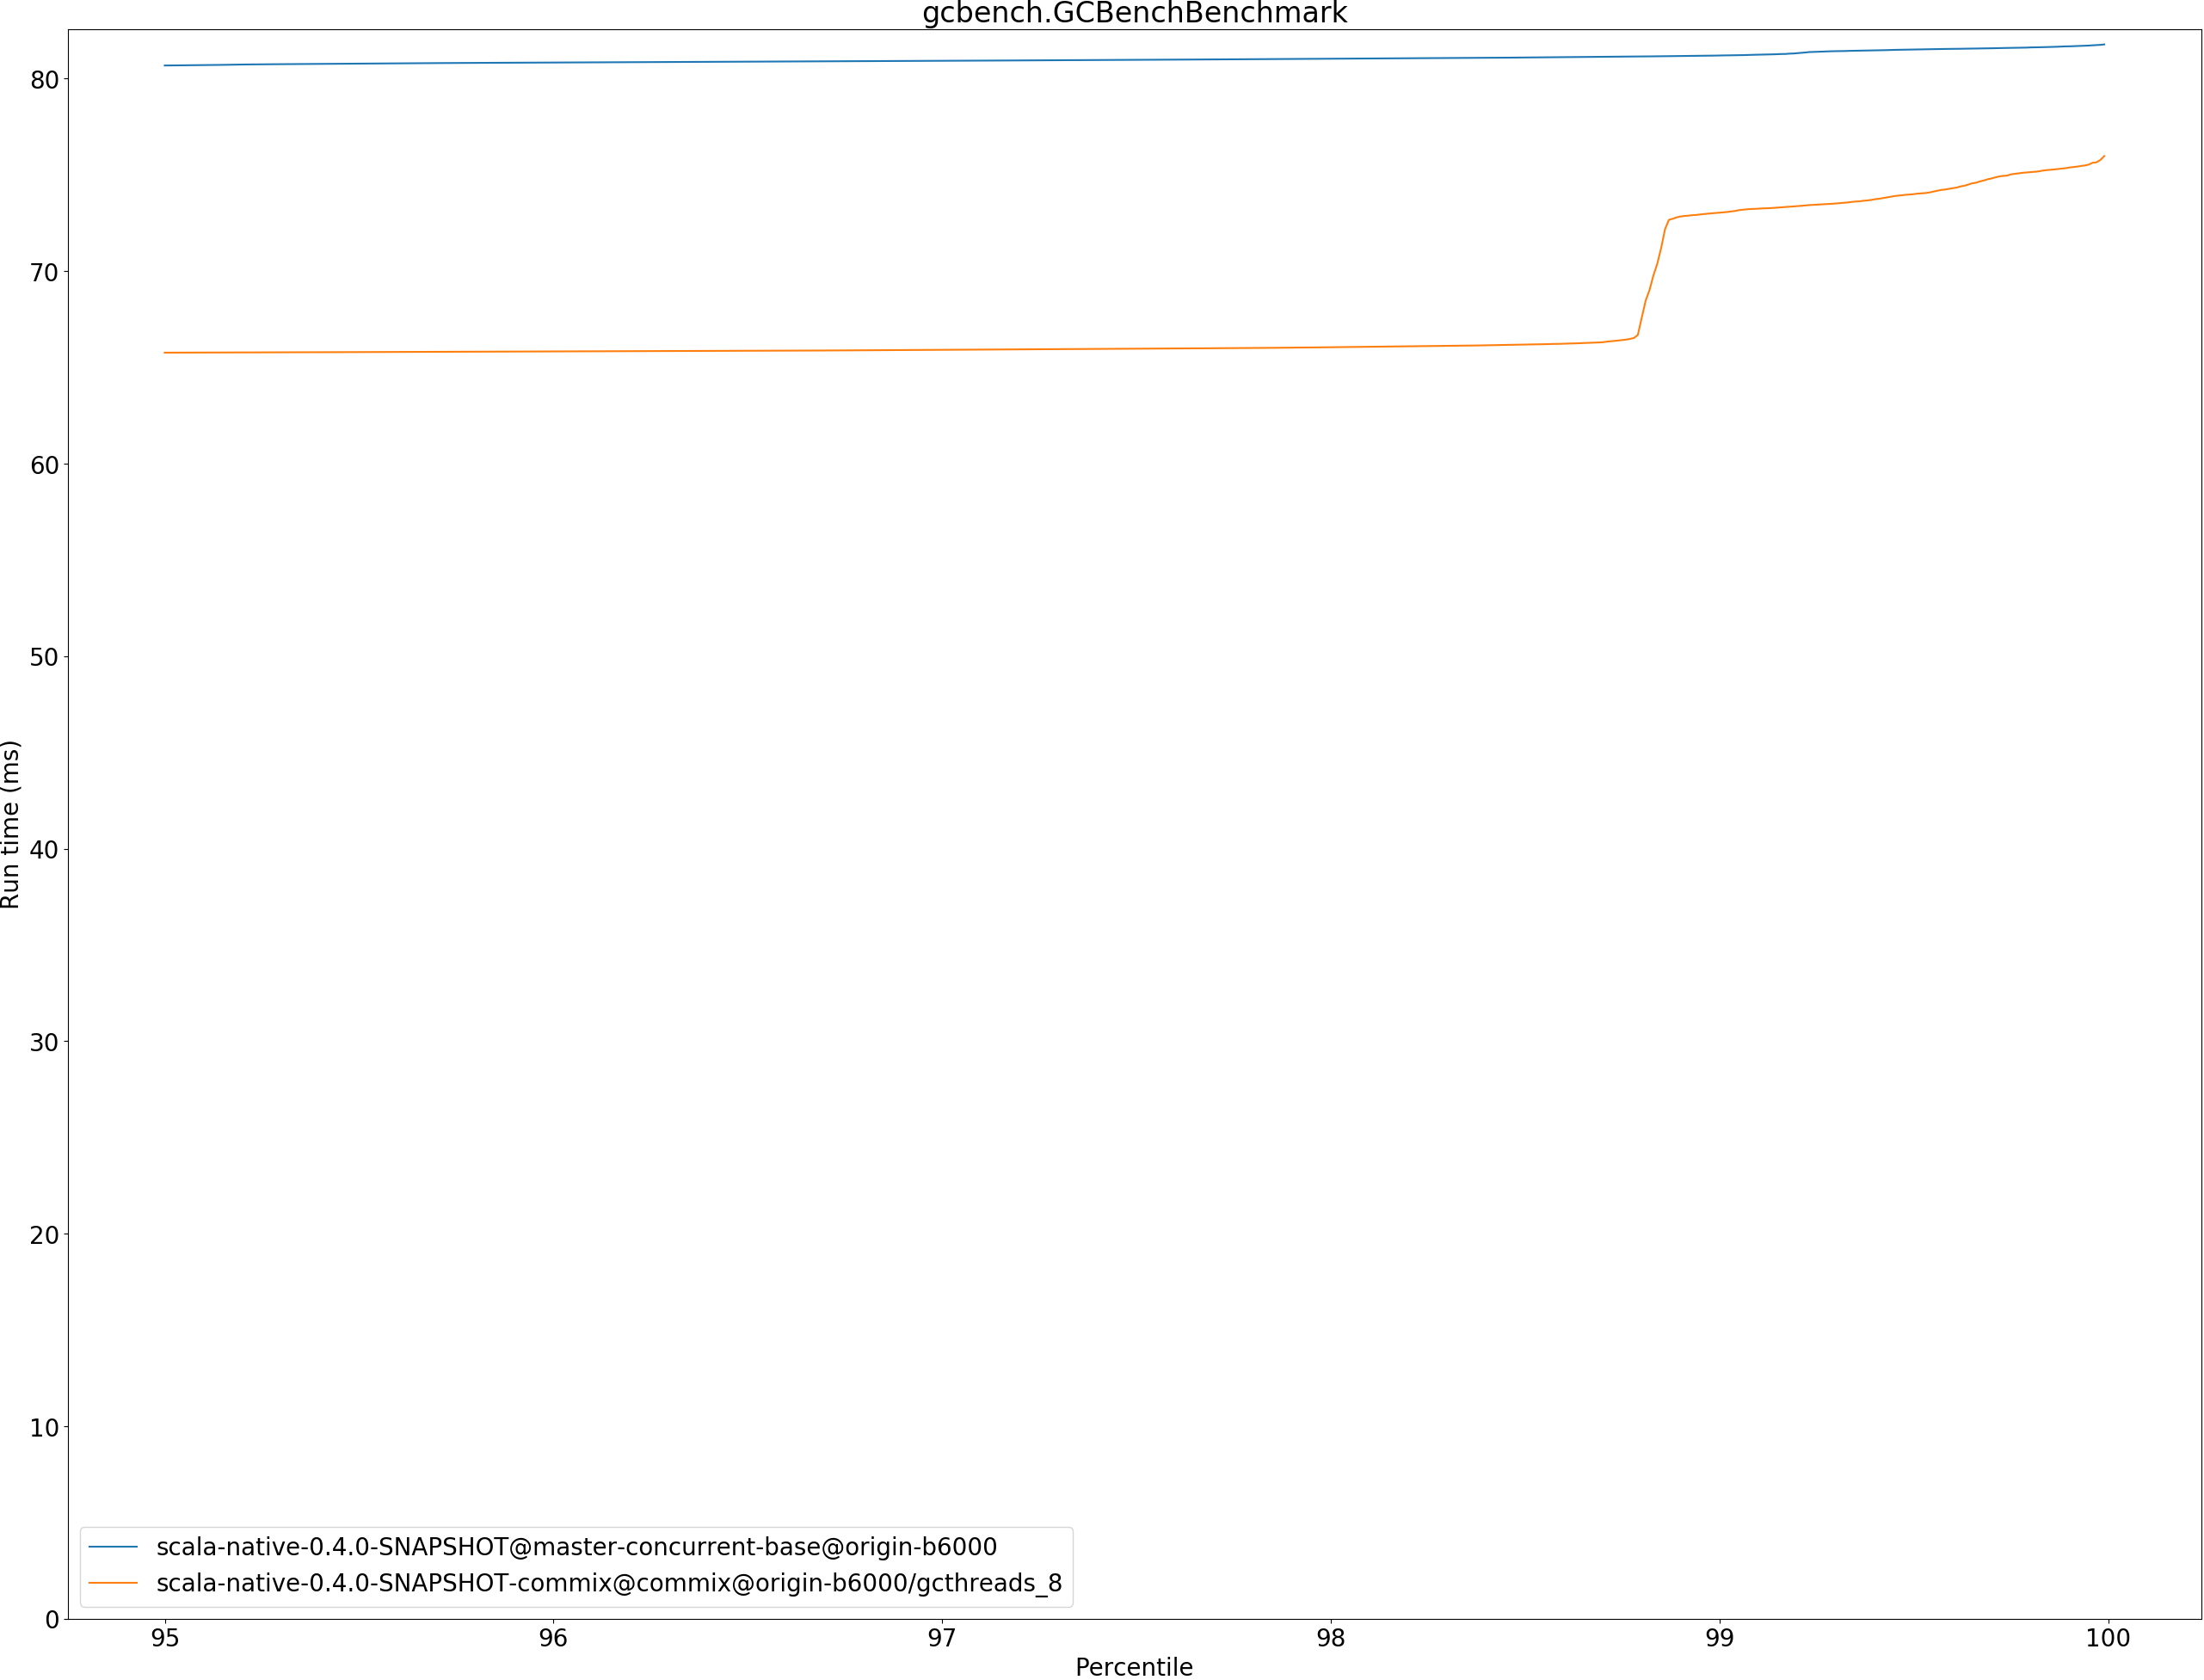 gcbench.GCBenchBenchmark
80
70
60
50
40
30
20
10
0
Run time (ms)
scala-native-0.4.0-SNAPSHOT@master-concurrent-base@origin-b6000
scala-native-0.4.0-SNAPSHOT-commix@commix@origin-b6000/gcthreads_8
95 96 97 98 99 100
Percentile